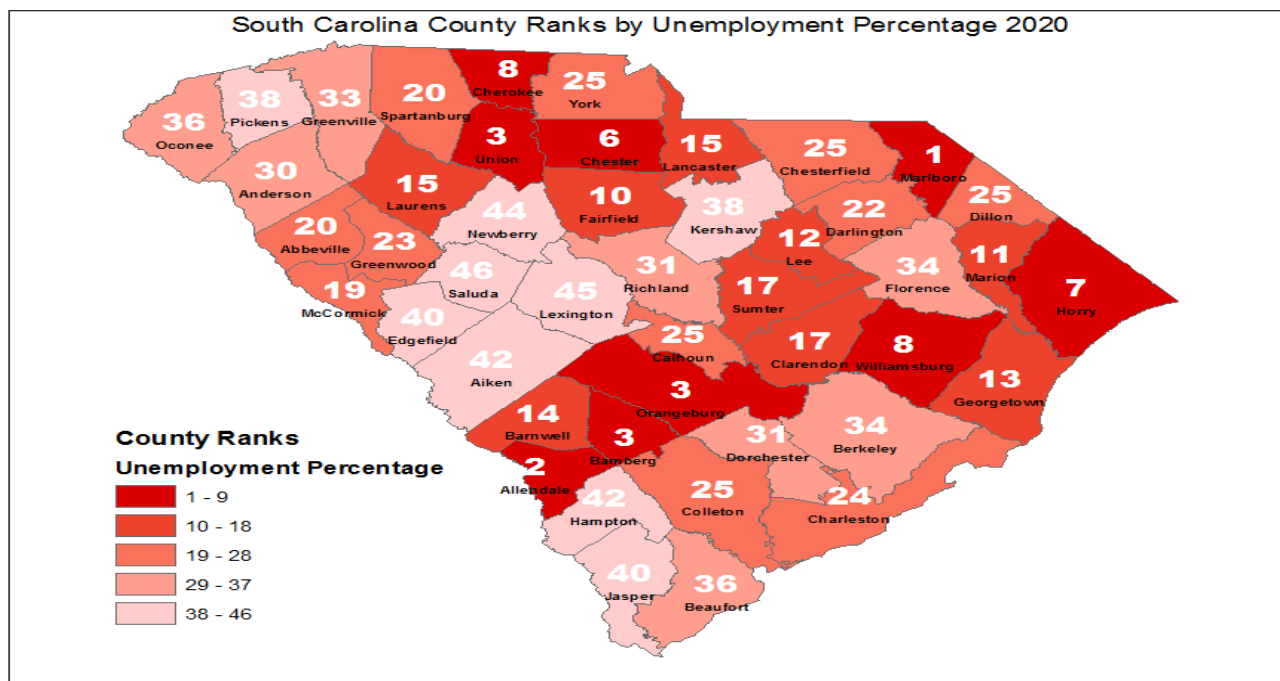 South Carolina County Ranks by Unemployment Percentage 2020
8
Cherokee
25
York
38
Pickens
33
Greenville
20
Spartanburg
36
Oconee
3
Union
6
Chester
15
Lancaster
25
Chesterfield
1
Marlboro
30
Anderson
15
Laurens
10
Fairfield
38
Kershaw
25
Dillon
44
Newberry
22
Darlington
20
Abbeville
23
Greenwood
12
Lee
11
Marion
46
Saluda
31
Richland
34
Florence
7
Horry
19
McCormick
45
Lexington
17
Sumter
40
Edgefield
25
Calhoun
17
Clarendon
8
Williamsburg
42
Aiken
13
Georgetown
3
Orangeburg
14
Barnwell
3
Bamberg
31
Dorchester
34
Berkeley
2
Allendale
42
Hampton
25
Colleton
24
Charleston
40
Jasper
36
Beaufort
County Ranks
Unemployment Percentage
1 - 9
10 - 18
19 - 28
29 - 37
38 - 46